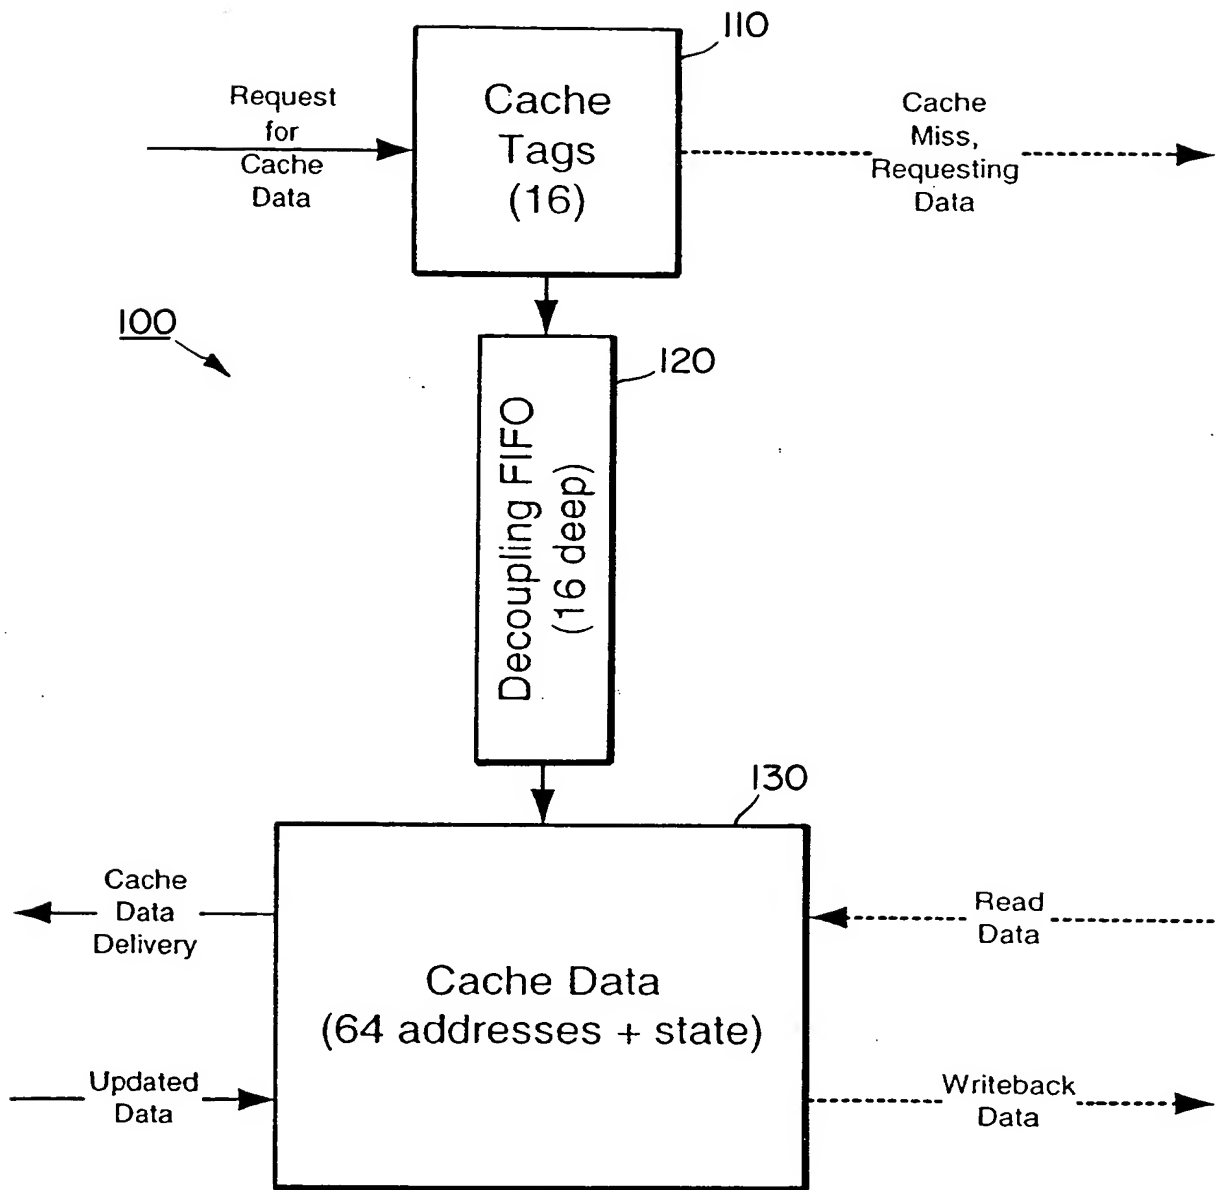 110
Request
for
Cache
Data
Cache
Tags
(16)
Cache
Miss,
Requesting
Data
100
120
Decoupling FIFO
(16 deep)
130
Cache
Data
Delivery
Read
Data
Cache Data
(64 addresses + state)
Updated
Data
Writeback
Data